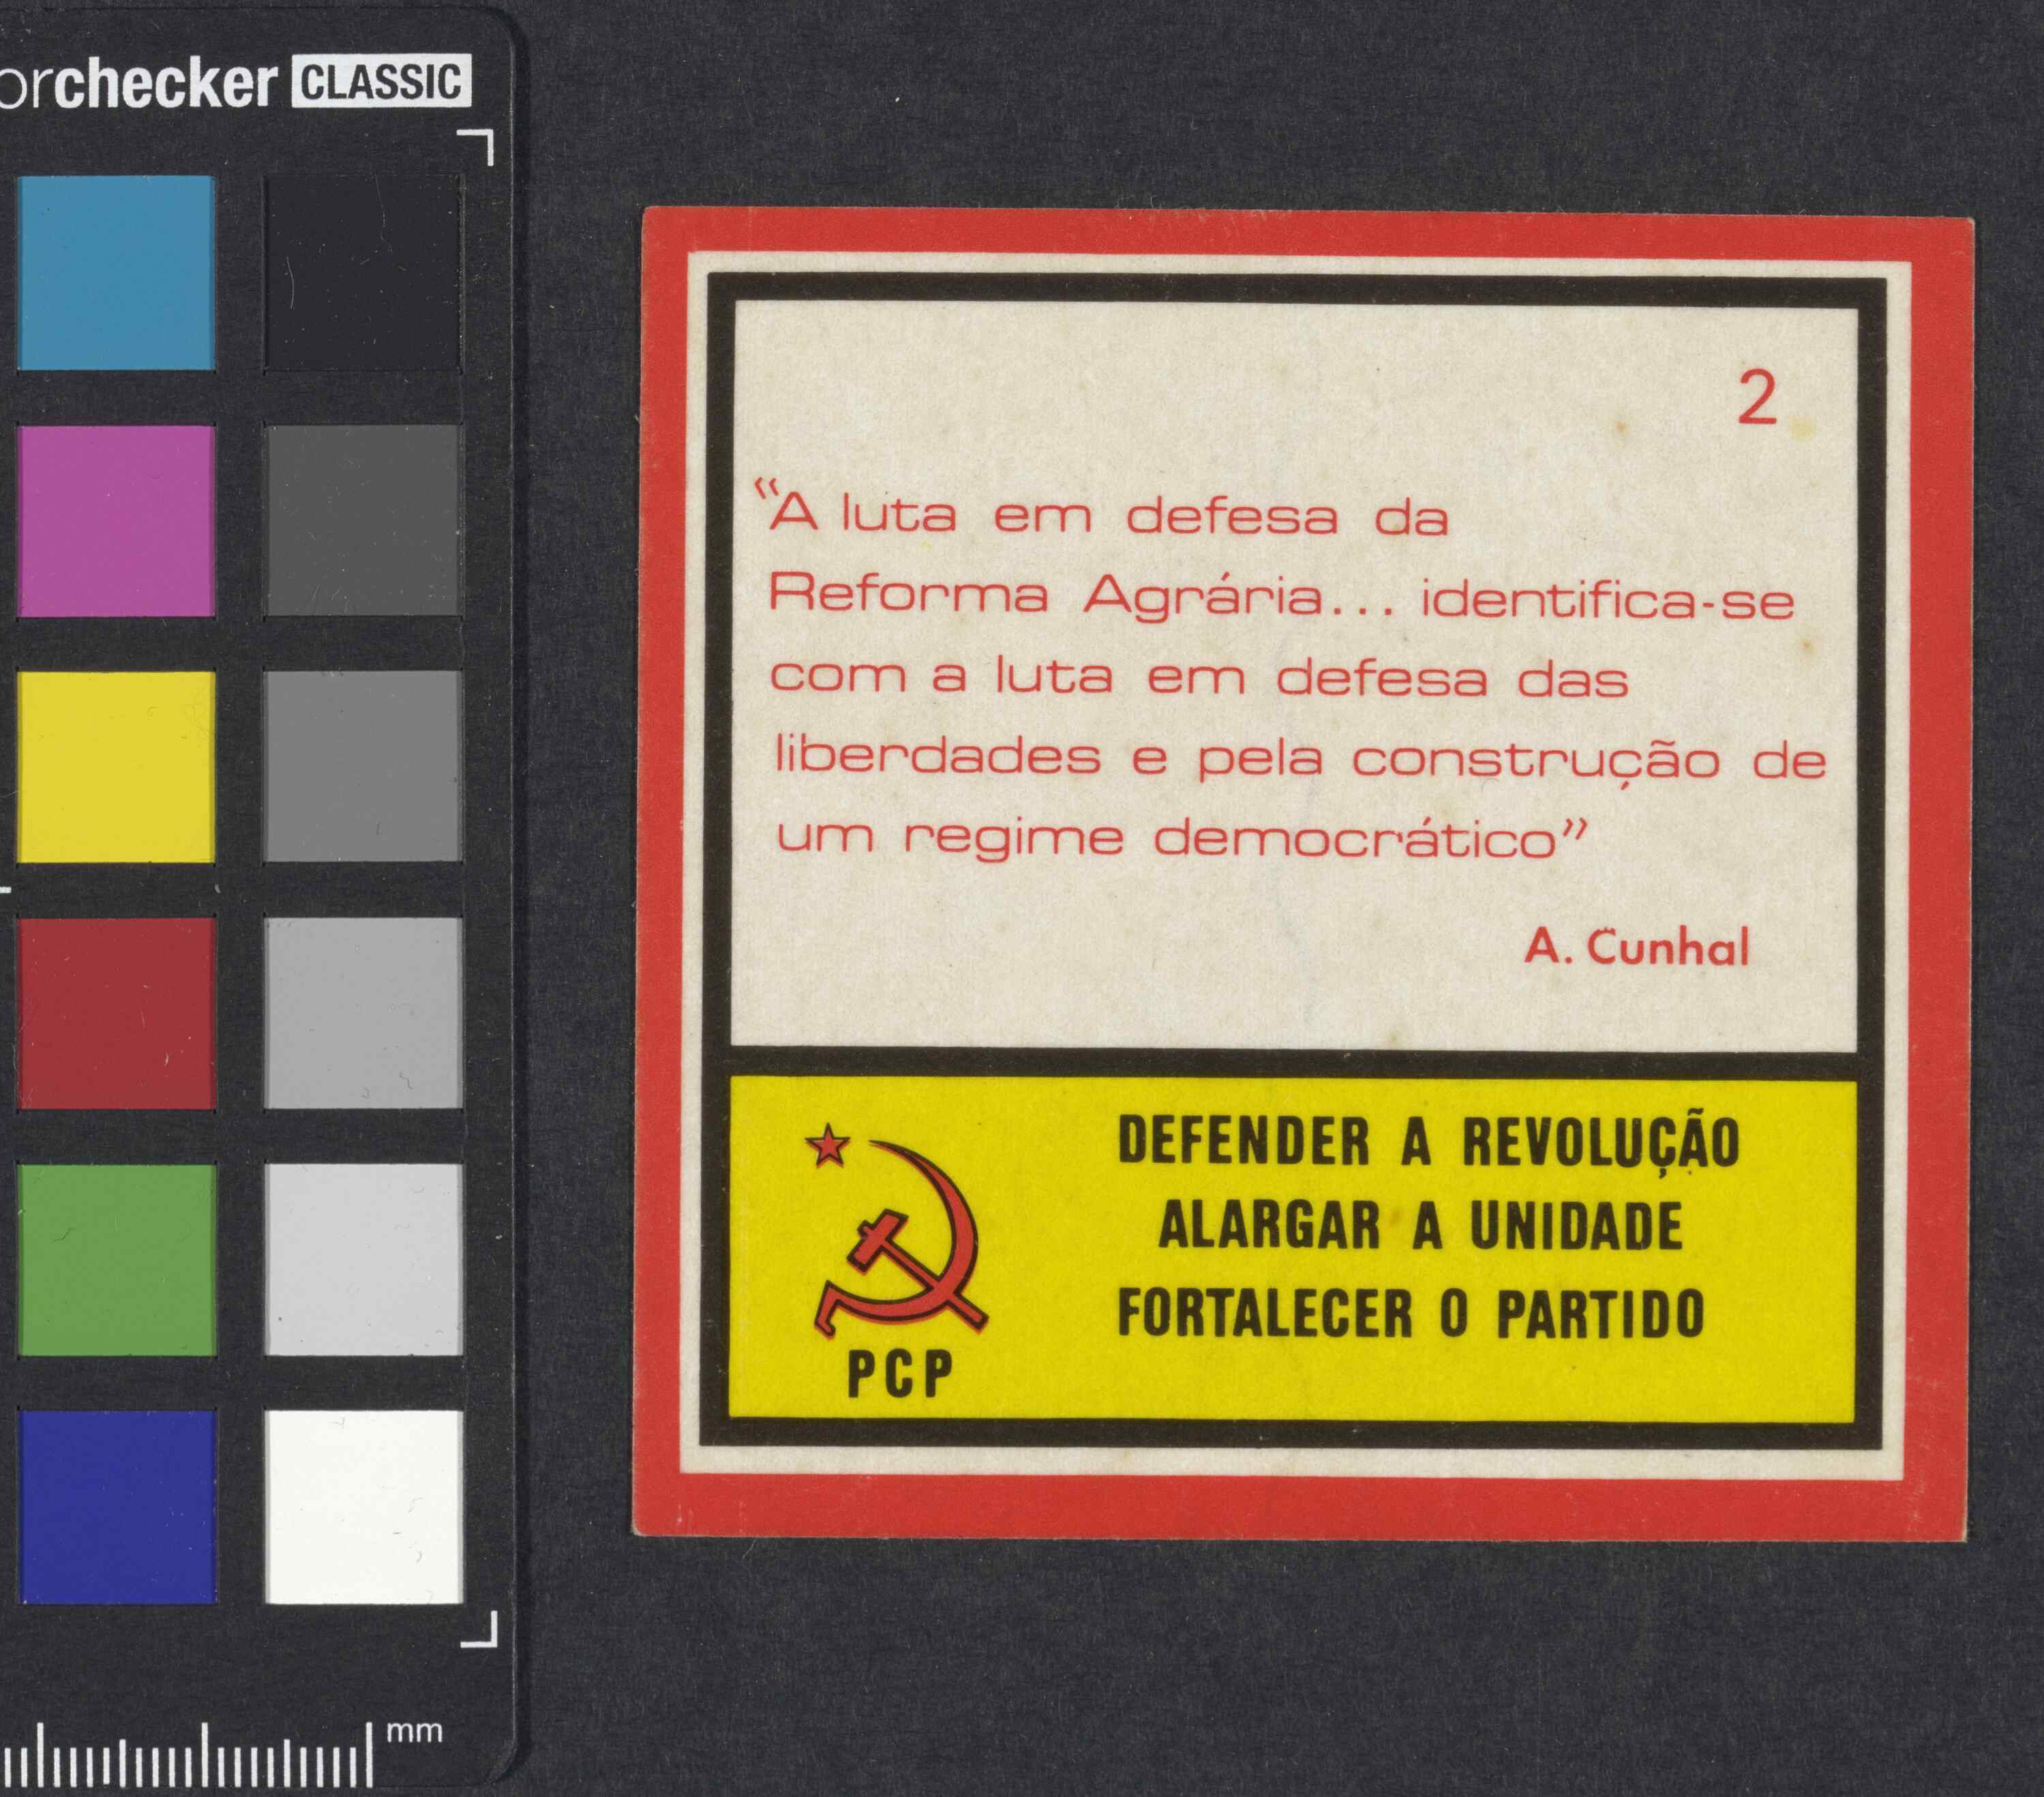 orchecker CLASSIC
2
“A luta em defesa da
Reforma Agrária... identifica-se
com a luta em defesa das
liberdades e pela construção de
um regime democrático”
A. Cunhal
DEFENDER A REVOLUÇÃO
ALARGAR A UNIDADE
FORTALECER O PARTIDO
PCP
mm